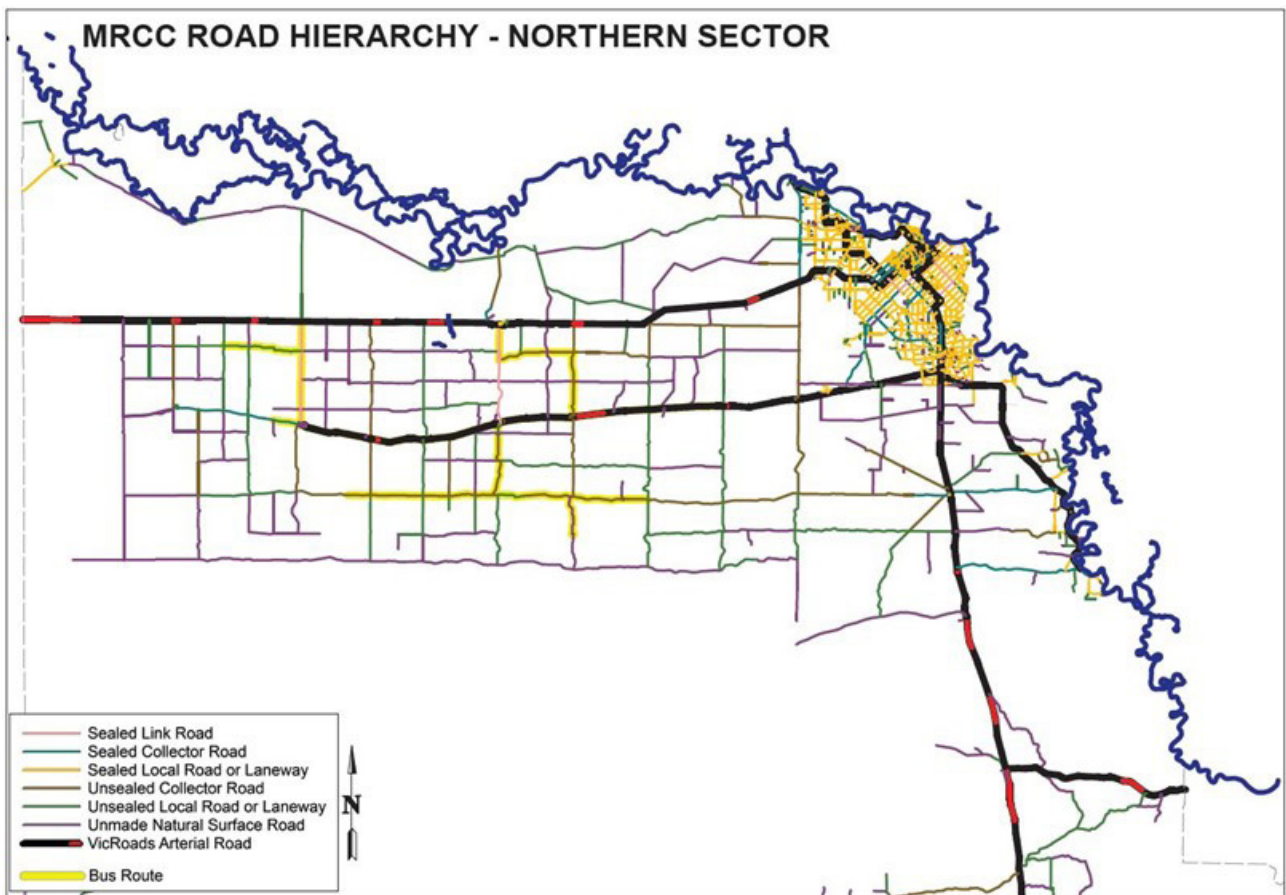 MRCC ROAD HIERARCHY - NORTHERN SECTOR
Sealed Link Road
Sealed Collector Road
Sealed Local Road or Laneway
Unsealed Collector Road
Unsealed Local Road or Laneway
Unmade Natural Surface Road
VicRoads Arterial Road
Bus Route
N